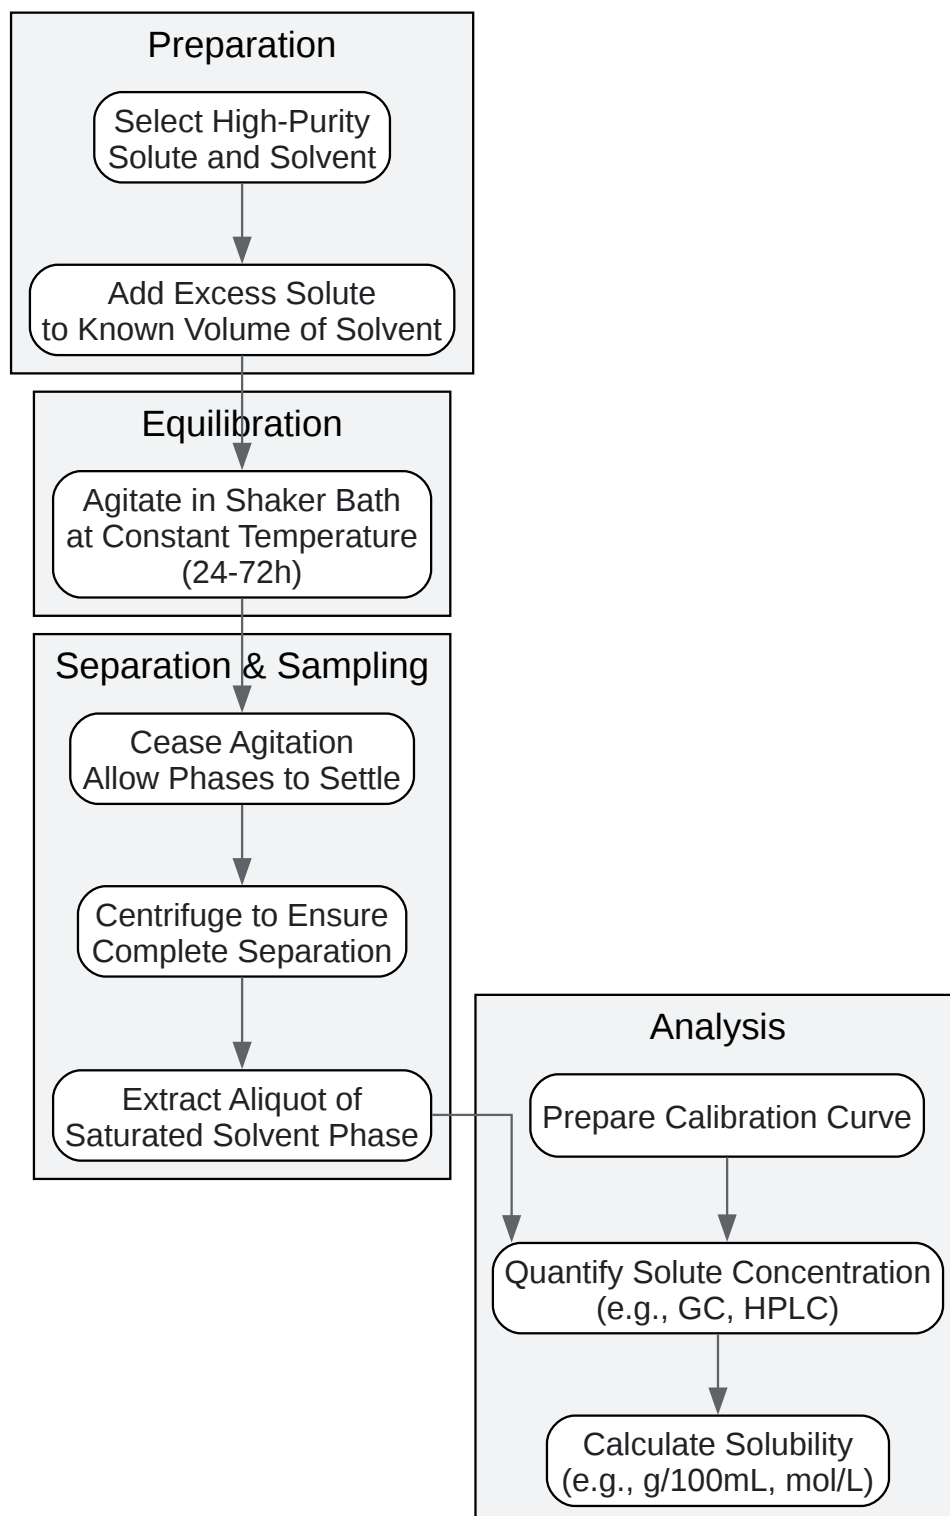 Preparation
Select High-Purity
Solute and Solvent
Add Excess Solute
to Known Volume of Solvent
Equilibration
Agitate in Shaker Bath
at Constant Temperature
(24-72h)
Separation & Sampling
Cease Agitation
Allow Phases to Settle
Centrifuge to Ensure
Complete Separation
Extract Aliquot of
Saturated Solvent Phase
Analysis
Prepare Calibration Curve
Quantify Solute Concentration
(e.g., GC, HPLC)
Calculate Solubility
(e.g., g/100mL, mol/L)